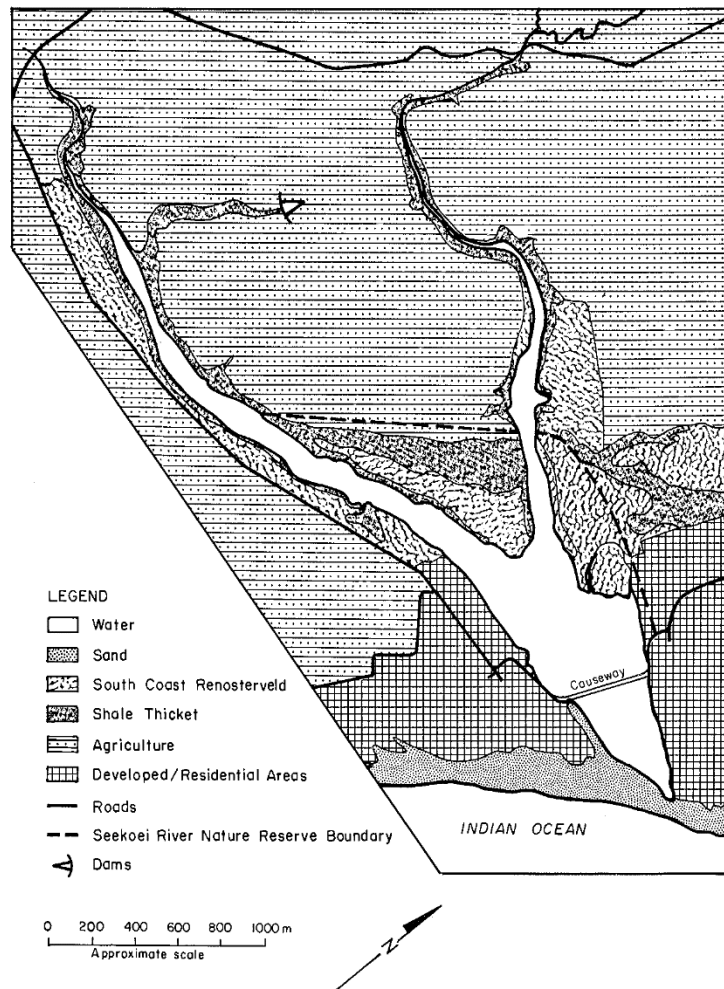 Causeway
INDIAN OCEAN
LEGEND
Water
Sand
South Coast Renosterveld
Shale Thicket
Agriculture
Developed/Residential Areas
Roads
Seekoei River Nature Reserve Boundary
Dams
0 200 400 600 800 1000 m
Approximate scale
N